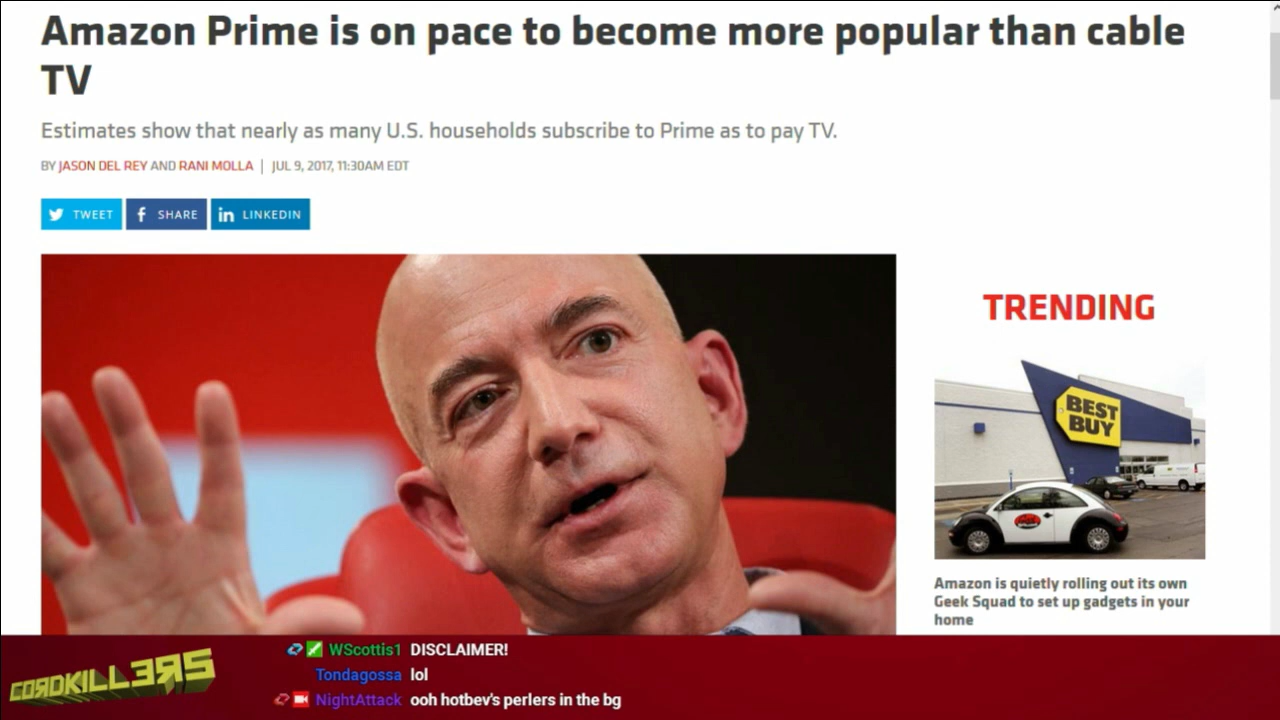 Amazon Prime is on pace to become more popular than cable
TV
Estimates show that nearly as many U.S. households subscribe to Prime as to pay TV.
BY JASON DEL REY AND RANI MOLLA | JUL 9, 2017, 11:30AM EDT
TWEET
SHARE
LINKEDIN
TRENDING
BEST
BUY
Amazon is quietly rolling out its own
Geek Squad to set up gadgets in your
home
CORDKILLERS
WScottis1 DISCLAIMER!
Tondagossa lol
NightAttack ooh hotbev's perlers in the bg